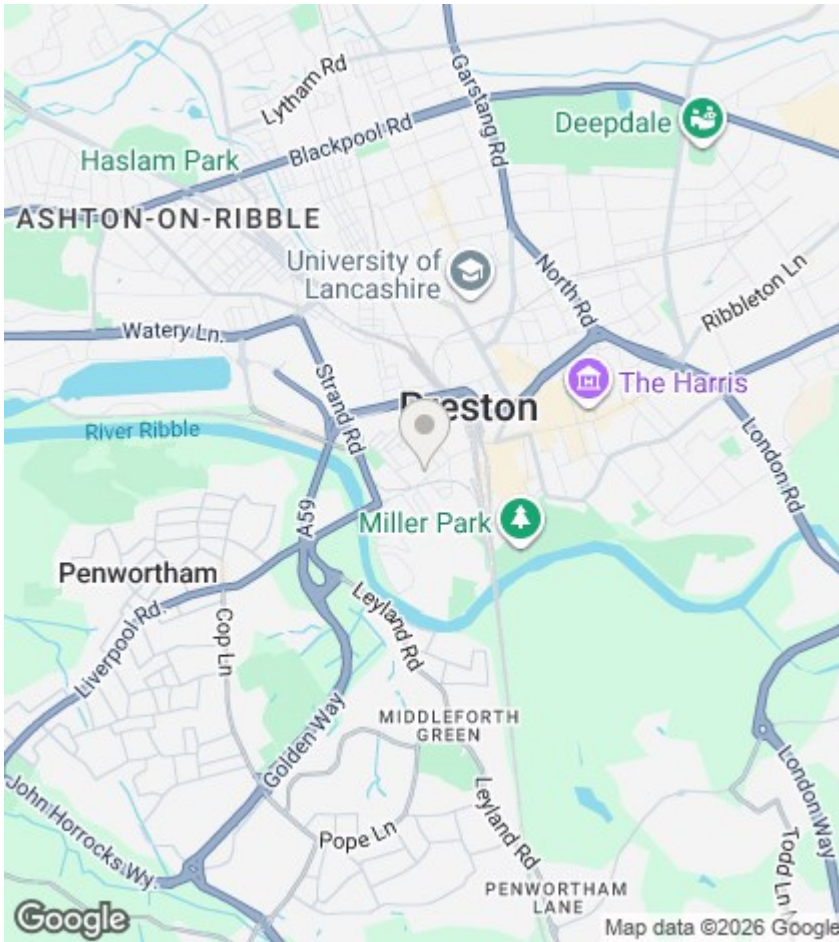 Lytham Rd
Garstang Rd
Deepdale
Blackpool Rd
Haslam Park
ASHTON-ON-RIBBLE
University of
Lancashire
North Rd
Ribbleton Ln
Watery Ln.
Strand Rd
Preston
The Harris
River Ribble
London Rd
A59
Miller Park
Penwortham
Leyland Rd
Liverpool Rd
Cop Ln
MIDDLEFORTH
GREEN
Golden Way
Leyland Rd
London Way
John Horrocks Wy.
Pope Ln
Todd Ln N
PENWORTHAM
LANE
Google
Map data ©2026 Google